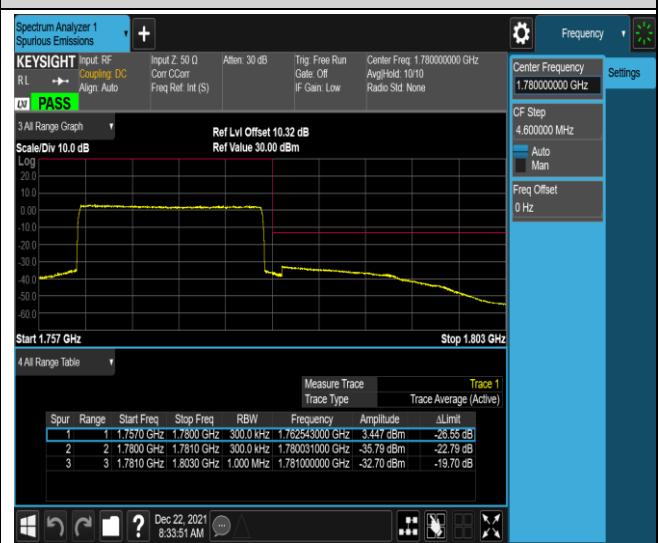 Spectrum Analyzer 1
Spurious Emissions
Frequency
KEYSIGHT Input: RF Input Z: 50 Ω Atten: 30 dB Trig: Free Run Center Freq: 1.780000000 GHz
RL Coupling: DC Corr CCorr Gate: Off Avg|Hold: 10/10
Align: Auto Freq Ref: Int (S) IF Gain: Low Radio Std: None
LXI PASS
Center Frequency
1.780000000 GHz
Settings
CF Step
4.600000 MHz
Auto
Man
Freq Offset
0 Hz
3 All Range Graph
Ref Lvl Offset 10.32 dB
Scale/Div 10.0 dB Ref Value 30.00 dBm
Log
20.0
10.0
0.00
-10.0
-20.0
-30.0
-40.0
-50.0
-60.0
Start 1.757 GHz Stop 1.803 GHz
4 All Range Table
Measure Trace Trace 1
Trace Type Trace Average (Active)
Spur Range Start Freq Stop Freq RBW Frequency Amplitude ΔLimit
1 1 1.7570 GHz 1.7800 GHz 300.0 kHz 1.762543000 GHz 3.447 dBm -26.55 dB
2 2 1.7800 GHz 1.7810 GHz 300.0 kHz 1.780031000 GHz -35.79 dBm -22.79 dB
3 3 1.7810 GHz 1.8030 GHz 1.000 MHz 1.781000000 GHz -32.70 dBm -19.70 dB
? Dec 22, 2021
8:33:51 AM